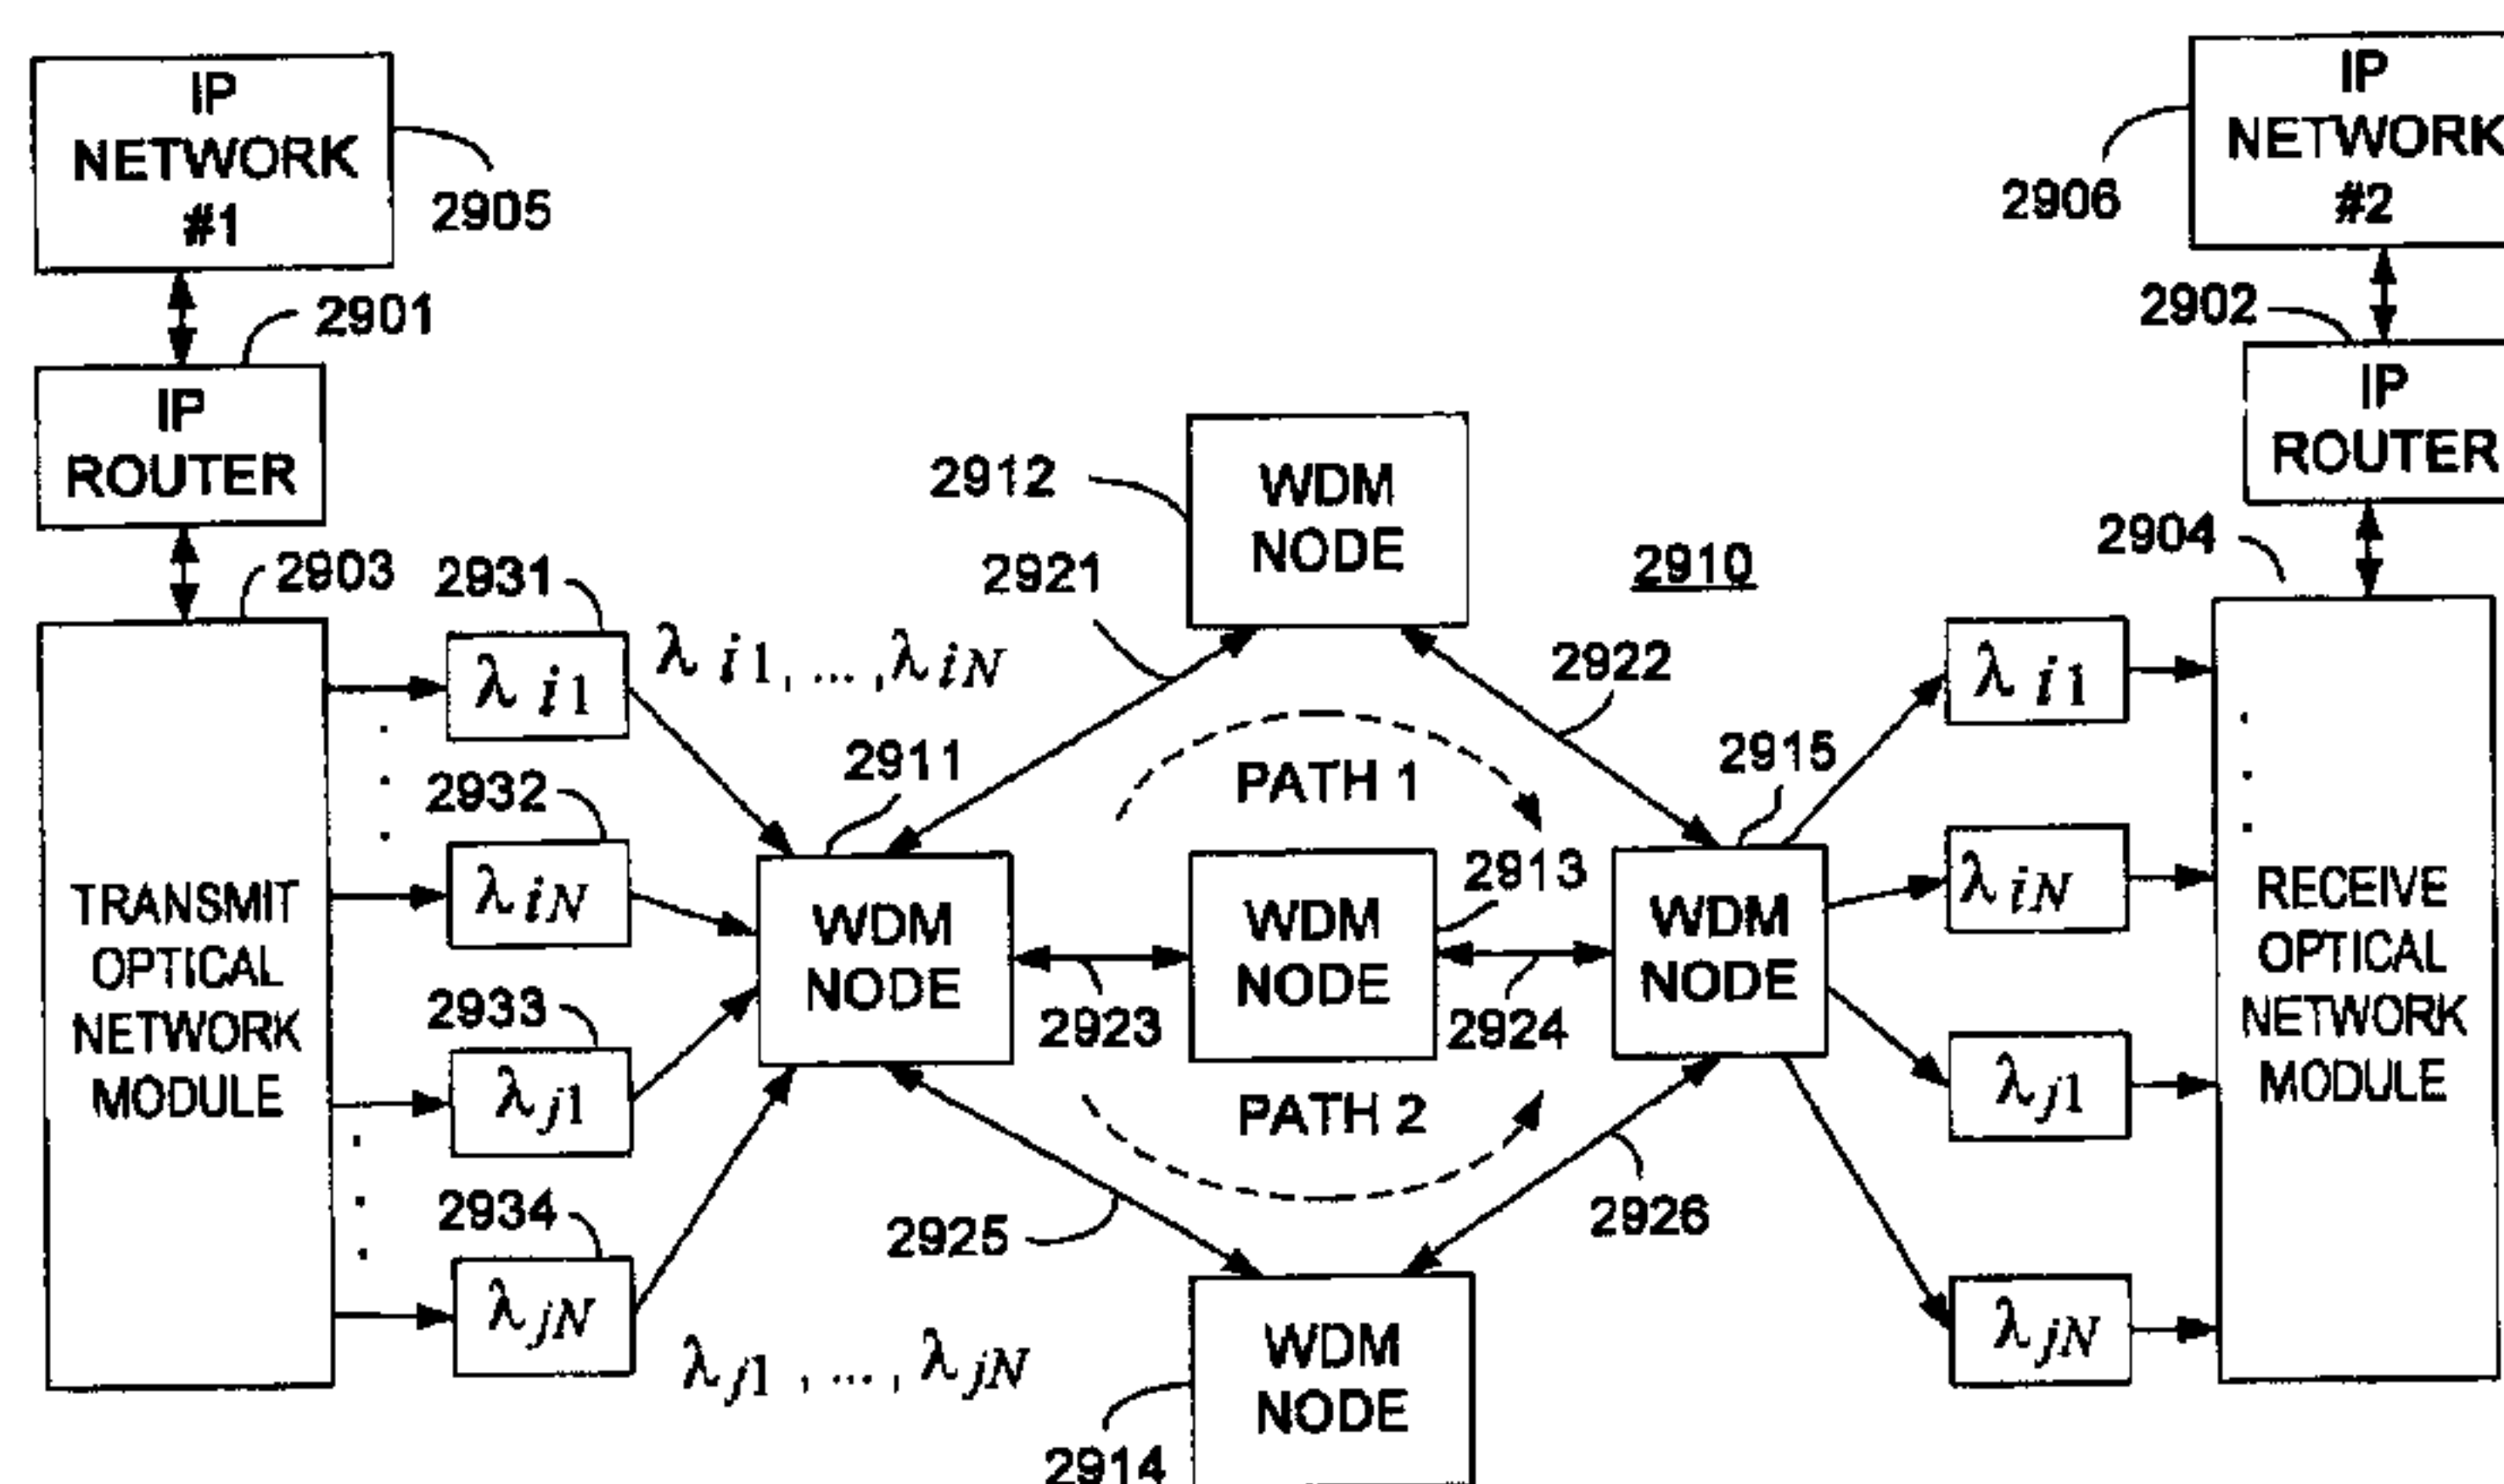 IP
NETWORK
#1
2905
IP
NETWORK
#2
2906
2901
2902
IP
ROUTER
IP
ROUTER
2903
2904
2931
λ i1
λ i1, ... ,λ iN
2932
λ iN
2933
λ j1
2934
λ jN
λ j1 , ... , λ jN
TRANSMIT
OPTICAL
NETWORK
MODULE
2912
WDM
NODE
2921
2910
2922
2911
WDM
NODE
PATH 1
2913
WDM
NODE
2915
WDM
NODE
2923
2924
PATH 2
2925
2926
WDM
NODE
2914
λ i1
λ iN
λ j1
λ jN
RECEIVE
OPTICAL
NETWORK
MODULE